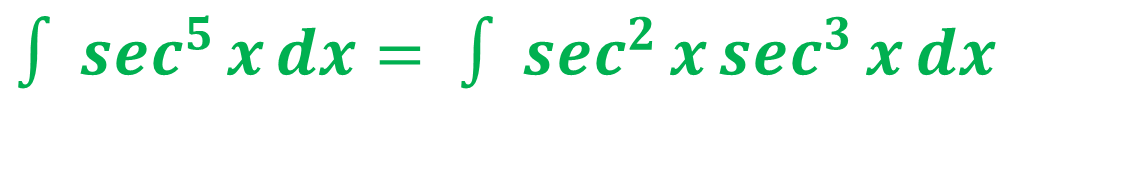 ∫ sec⁵ x dx = ∫ sec² x sec³ x dx